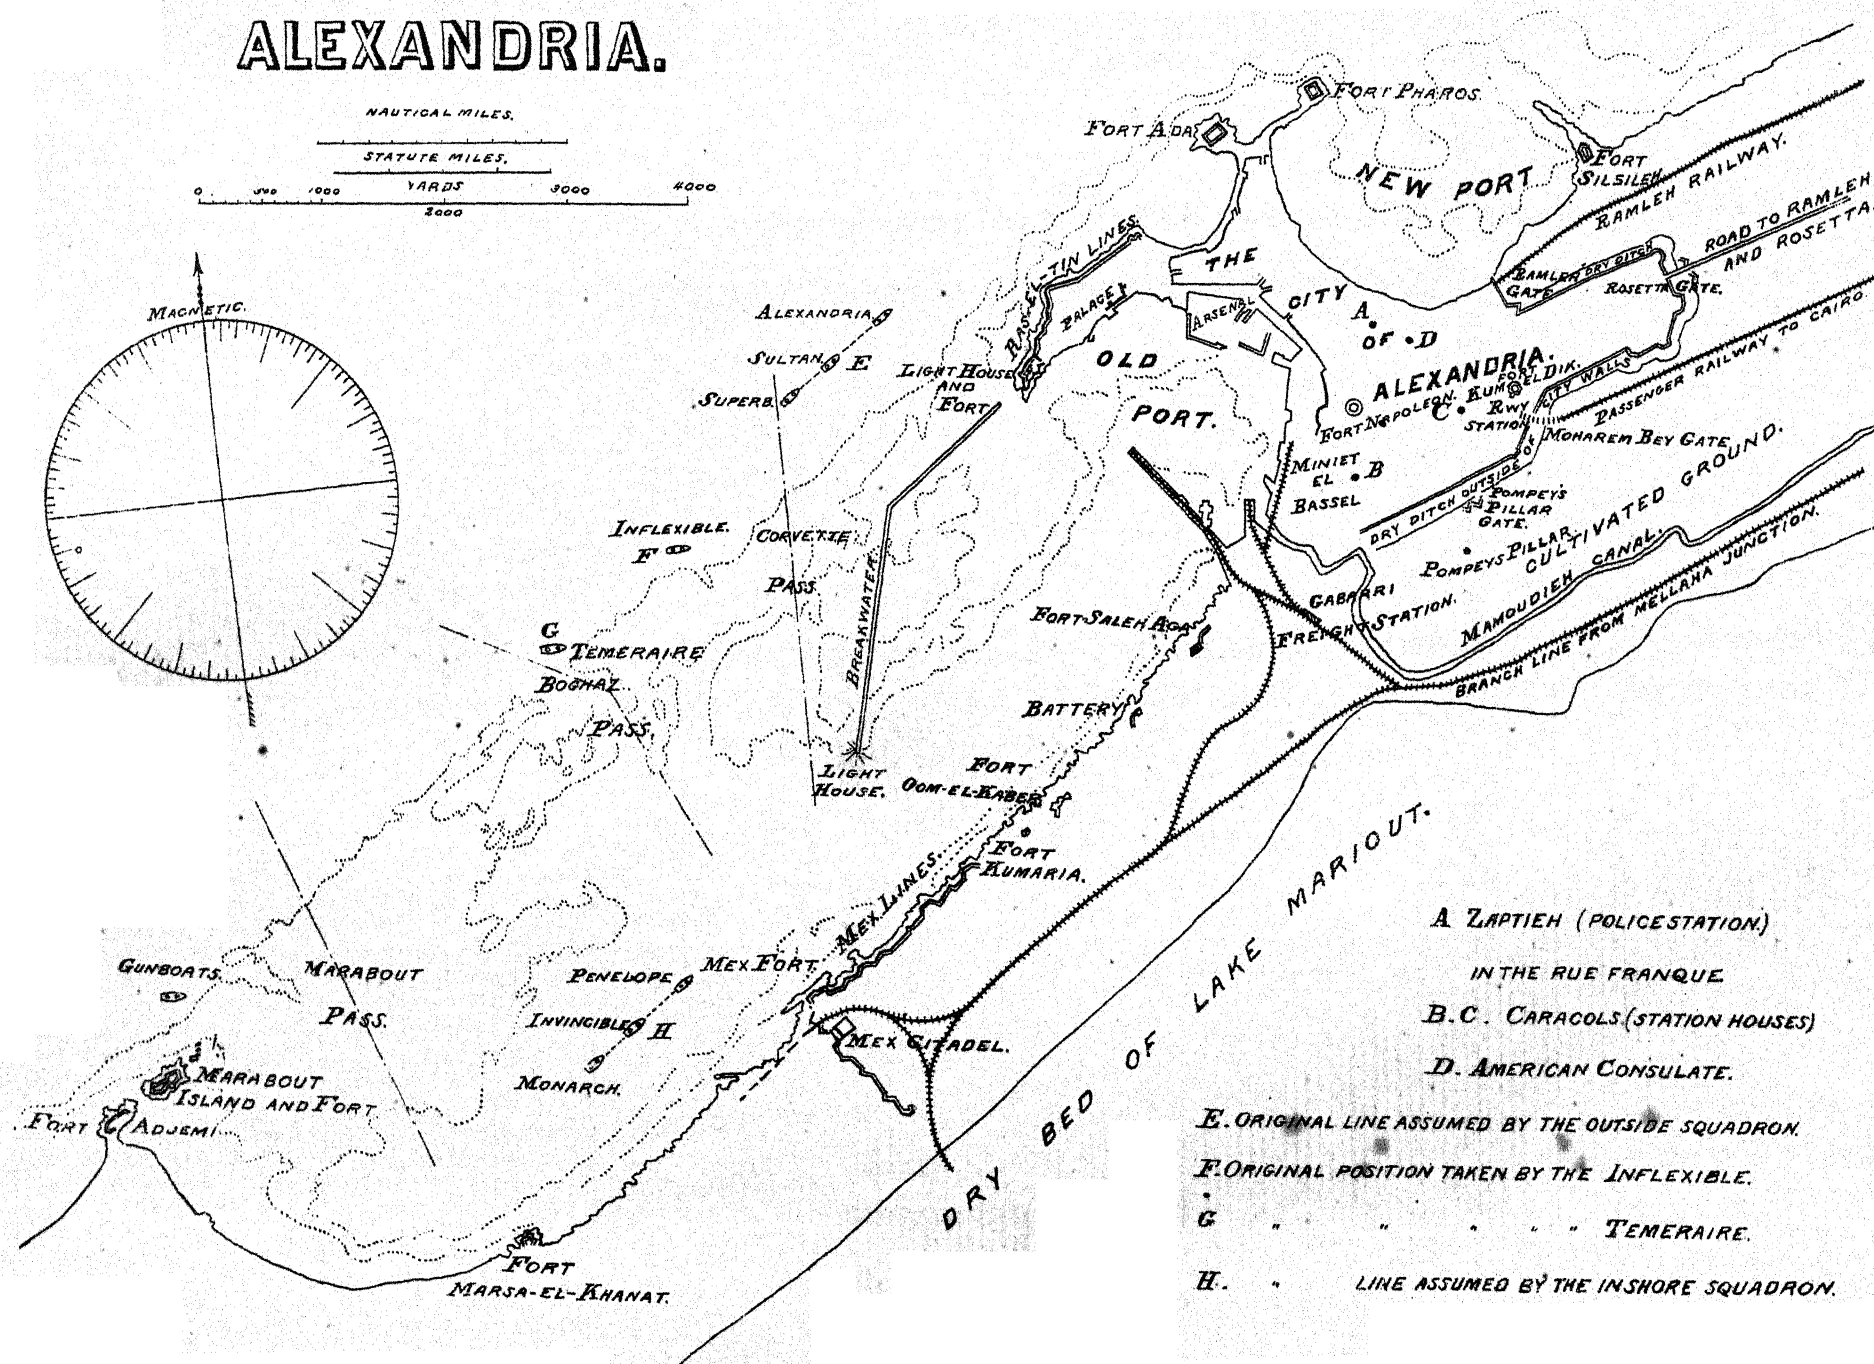 ALEXANDRIA.
NAUTICAL MILES.
STATUTE MILES.
YARDS
0 500 1000 3000 4000
2000
MAGNETIC.
FORT PHAROS.
FORT ADA
NEW PORT
FORT
SILSILEH
RAMLEH RAILWAY.
ROAD TO RAMLEH
AND ROSETTA.
RAMLEH
GATE
DRY DITCH
ROSETTA GATE.
RAS-EL-TIN LINES.
PALACE
ARSENAL
THE
CITY
OF
ALEXANDRIA.
A
D
ALEXANDRIA
SULTAN.
E
SUPERB.
LIGHT HOUSE
AND
FORT
OLD
PORT.
FORT NAPOLEON.
FORT
KUM EL DIK.
C
RWY
STATION
CITY WALLS
PASSENGER RAILWAY TO CAIRO
MOHAREM BEY GATE
MINIET
EL
BASSEL
B
DRY DITCH OUTSIDE OF
POMPEY'S
PILLAR
GATE.
POMPEYS PILLAR
CULTIVATED GROUND.
MAMOUDIEH CANAL.
BRANCH LINE FROM MELLAHA JUNCTION.
GABARRI
FREIGHT STATION.
INFLEXIBLE.
F
CORVETTE
PASS
BREAKWATER
G
TEMERAIRE
BOGHAZ
PASS.
FORT SALEH AGA
BATTERY
LIGHT
HOUSE.
FORT
OOM-EL-KABEB
FORT
KUMARIA.
MEX LINES.
MEX FORT.
MEX CITADEL.
GUNBOATS.
MARABOUT
PASS.
PENELOPE
INVINCIBLE
H
MONARCH.
MARABOUT
ISLAND AND FORT
FORT ADJEMI
FORT
MARSA-EL-KHANAT.
DRY BED OF LAKE MARIOUT.
A ZAPTIEH (POLICE STATION.)
IN THE RUE FRANQUE
B.C. CARACOLS (STATION HOUSES)
D. AMERICAN CONSULATE.
E. ORIGINAL LINE ASSUMED BY THE OUTSIDE SQUADRON.
F. ORIGINAL POSITION TAKEN BY THE INFLEXIBLE.
G " " " " " TEMERAIRE.
H. " LINE ASSUMED BY THE INSHORE SQUADRON.